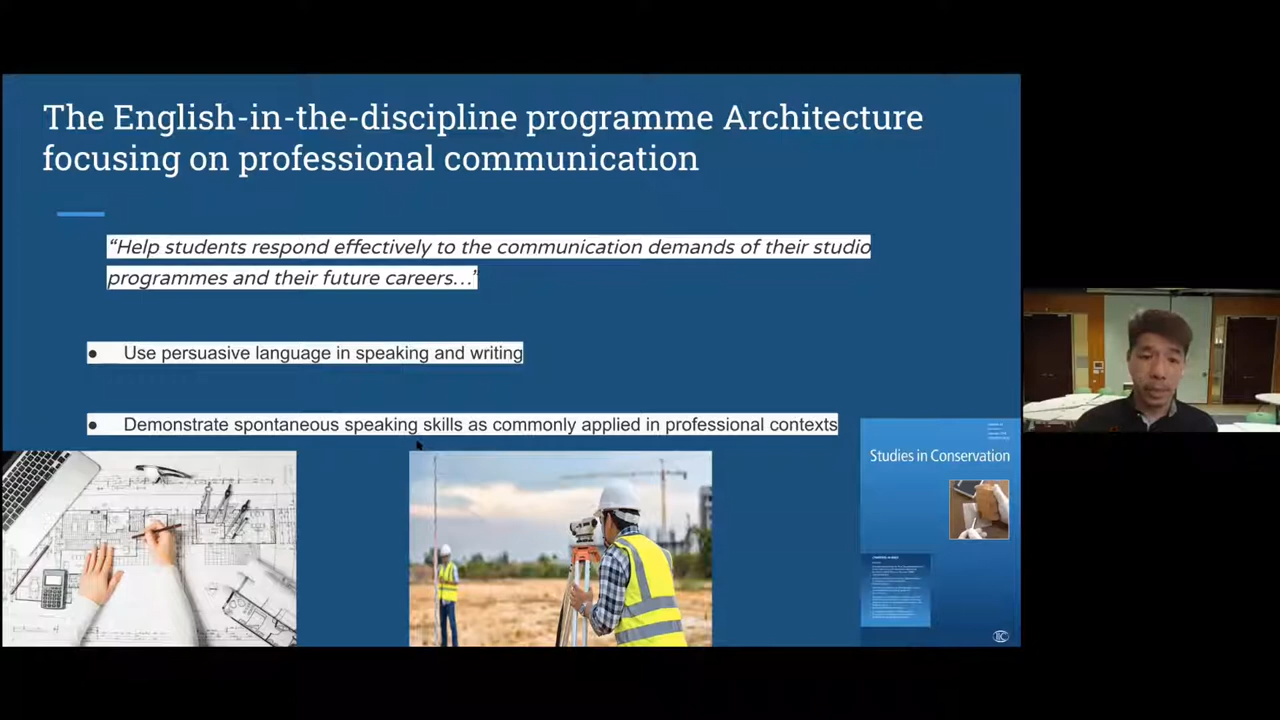 The English-in-the-discipline programme Architecture
focusing on professional communication
“Help students respond effectively to the communication demands of their studio
programmes and their future careers…”
● Use persuasive language in speaking and writing
● Demonstrate spontaneous speaking skills as commonly applied in professional contexts
Studies in Conservation